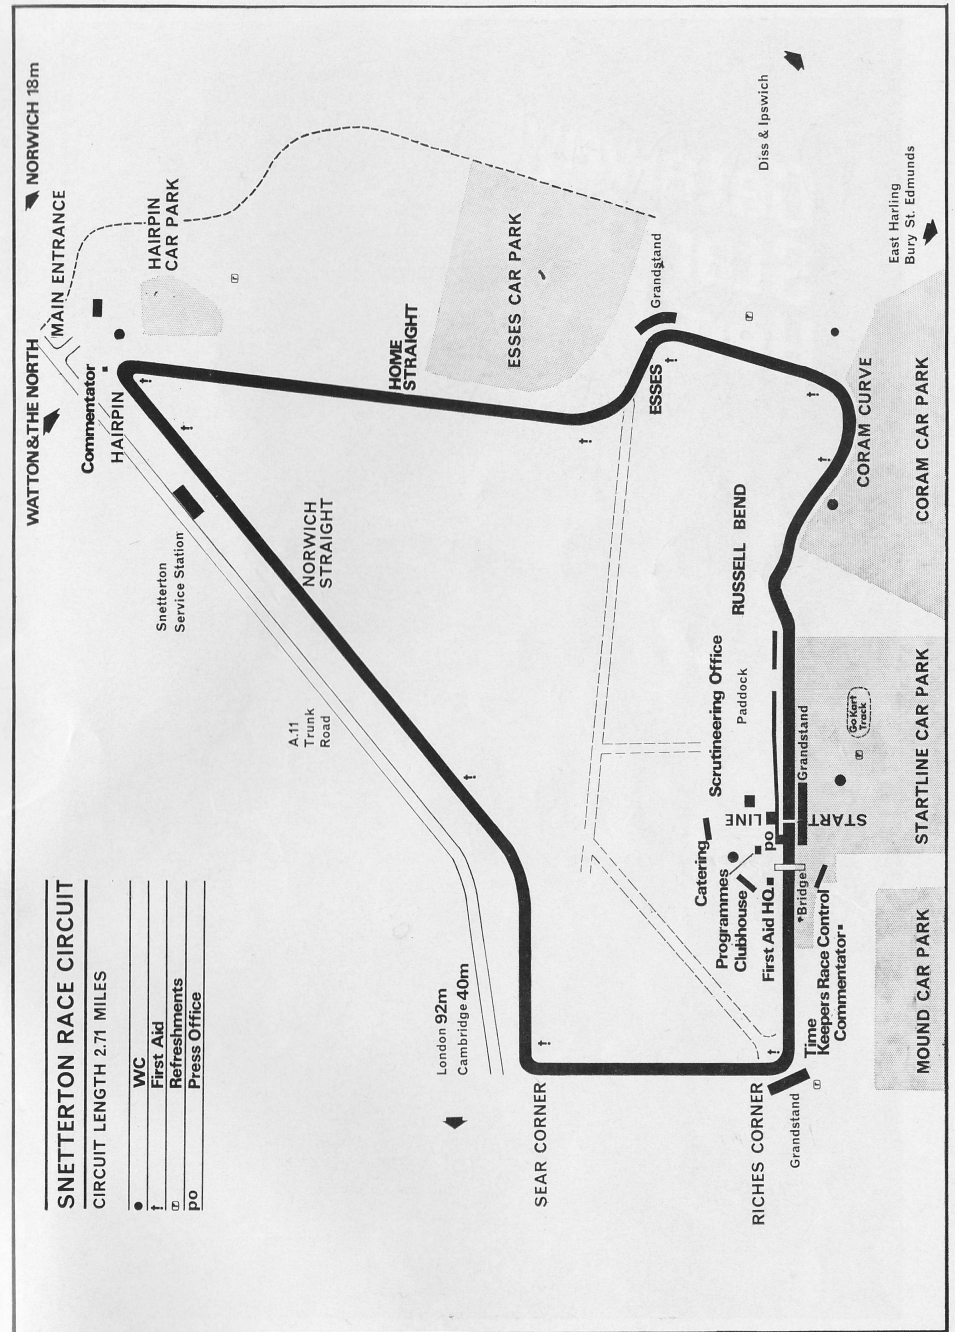 SNETTERTON RACE CIRCUIT
CIRCUIT LENGTH 2.71 MILES
WC
† First Aid
Refreshments
po Press Office
WATTON & THE NORTH
NORWICH 18m
MAIN ENTRANCE
Commentator
HAIRPIN
HAIRPIN
CAR PARK
Snetterton
Service Station
A.11
Trunk
Road
NORWICH
STRAIGHT
HOME
STRAIGHT
ESSES CAR PARK
Grandstand
ESSES
Diss & Ipswich
East Harling
Bury St. Edmunds
CORAM CURVE
CORAM CAR PARK
RUSSELL BEND
Scrutineering Office
Paddock
Go Kart
Track
Grandstand
STARTLINE CAR PARK
START LINE
po
Catering
Programmes
Clubhouse
First Aid HQ
Bridge
Time
Keepers Race Control
Commentator
MOUND CAR PARK
London 92m
Cambridge 40m
SEAR CORNER
RICHES CORNER
Grandstand